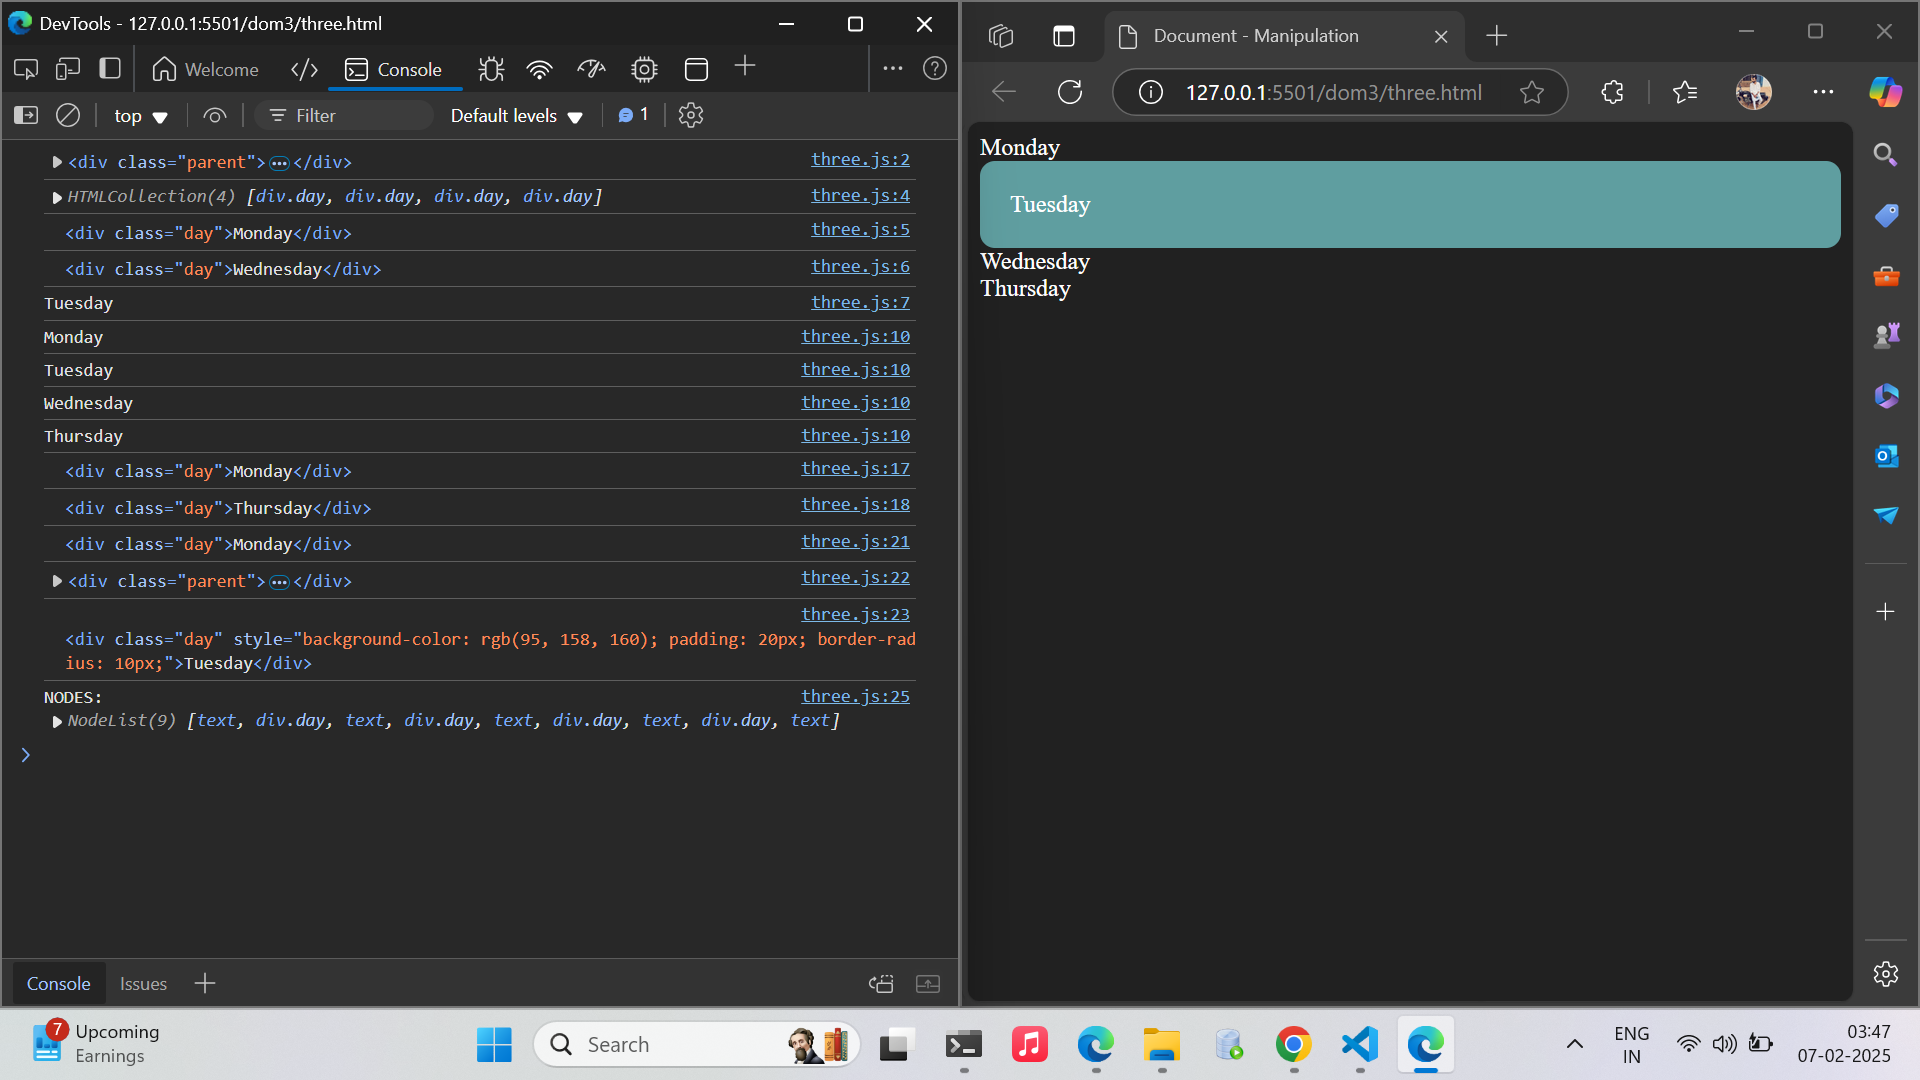 DevTools - 127.0.0.1:5501/dom3/three.html
Welcome
Console
top
Filter
Default levels
1
<div class="parent">…</div> three.js:2
HTMLCollection(4) [div.day, div.day, div.day, div.day] three.js:4
<div class="day">Monday</div> three.js:5
<div class="day">Wednesday</div> three.js:6
Tuesday three.js:7
Monday three.js:10
Tuesday three.js:10
Wednesday three.js:10
Thursday three.js:10
<div class="day">Monday</div> three.js:17
<div class="day">Thursday</div> three.js:18
<div class="day">Monday</div> three.js:21
<div class="parent">…</div> three.js:22
three.js:23
<div class="day" style="background-color: rgb(95, 158, 160); padding: 20px; border-rad
ius: 10px;">Tuesday</div>
NODES: three.js:25
NodeList(9) [text, div.day, text, div.day, text, div.day, text, div.day, text]
Console
Issues
Document - Manipulation
127.0.0.1:5501/dom3/three.html
Monday
Tuesday
Wednesday
Thursday
7
Upcoming
Earnings
Search
ENG
IN
03:47
07-02-2025